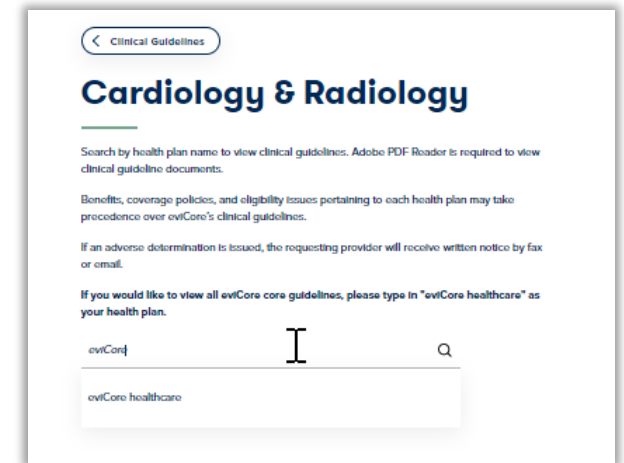 Clinical Guidelines
Cardiology & Radiology
Search by health plan name to view clinical guidelines. Adobe PDF Reader is required to view
clinical guideline documents.
Benefits, coverage policies, and eligibility issues pertaining to each health plan may take
precedence over eviCore's clinical guidelines.
If an adverse determination is issued, the requesting provider will receive written notice by fax
or email.
If you would like to view all eviCore core guidelines, please type in "eviCore healthcare" as
your health plan.
eviCore
eviCore healthcare